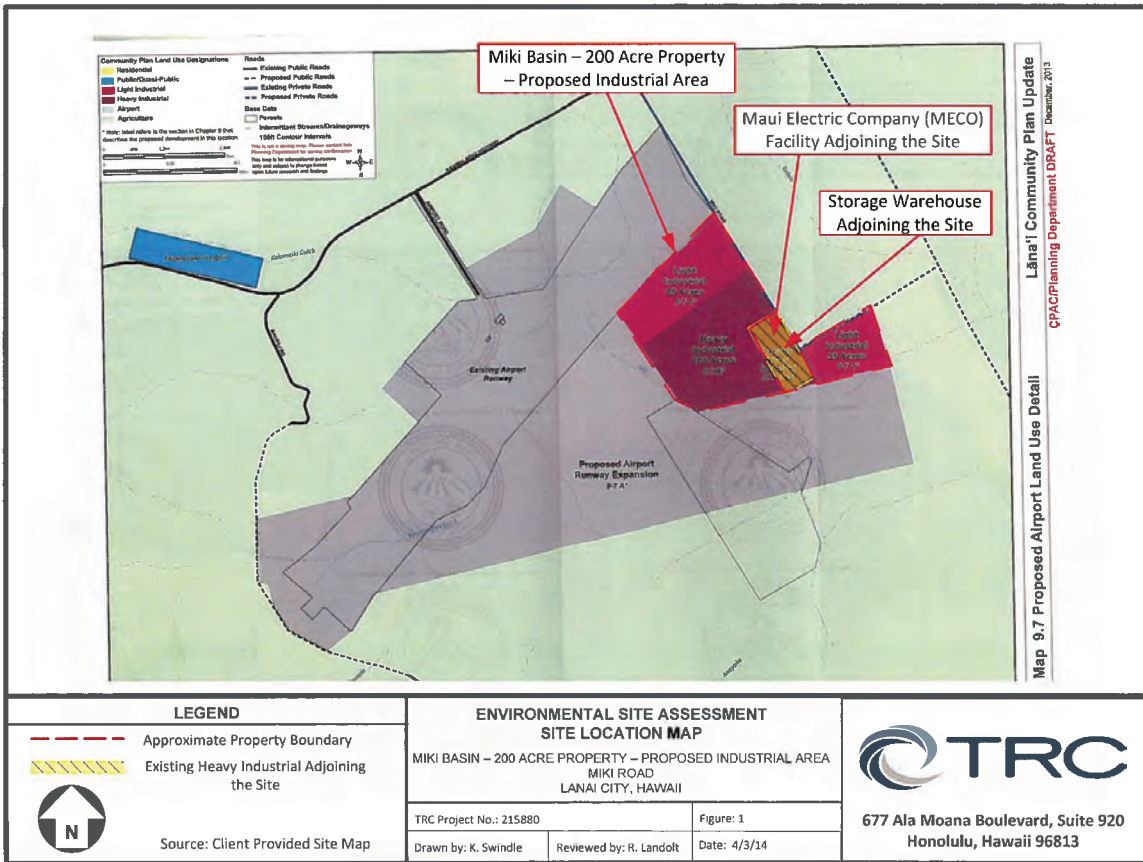 Community Plan Land Use Designations
Residential
Public/Quasi-Public
Light Industrial
Heavy Industrial
Airport
Agriculture
Roads
Existing Public Roads
Proposed Public Roads
Existing Private Roads
Proposed Private Roads
Base Data
Parcels
Intermittent Streams/Drainageways
100ft Contour Intervals
Miki Basin – 200 Acre Property
– Proposed Industrial Area
Maui Electric Company (MECO)
Facility Adjoining the Site
Storage Warehouse
Adjoining the Site
Light
Industrial
Heavy
Industrial
Acres
Light
Industrial
Acres
Existing Airport
Runway
Proposed Airport
Runway Expansion
Map 9.7 Proposed Airport Land Use Detail
Lāna'i Community Plan Update
CPAC/Planning Department DRAFT December, 2013
LEGEND
Approximate Property Boundary
Existing Heavy Industrial Adjoining
the Site
N
Source: Client Provided Site Map
ENVIRONMENTAL SITE ASSESSMENT
SITE LOCATION MAP
MIKI BASIN – 200 ACRE PROPERTY – PROPOSED INDUSTRIAL AREA
MIKI ROAD
LANAI CITY, HAWAII
TRC Project No.: 215880
Figure: 1
Drawn by: K. Swindle
Reviewed by: R. Landolt
Date: 4/3/14
TRC
677 Ala Moana Boulevard, Suite 920
Honolulu, Hawaii 96813